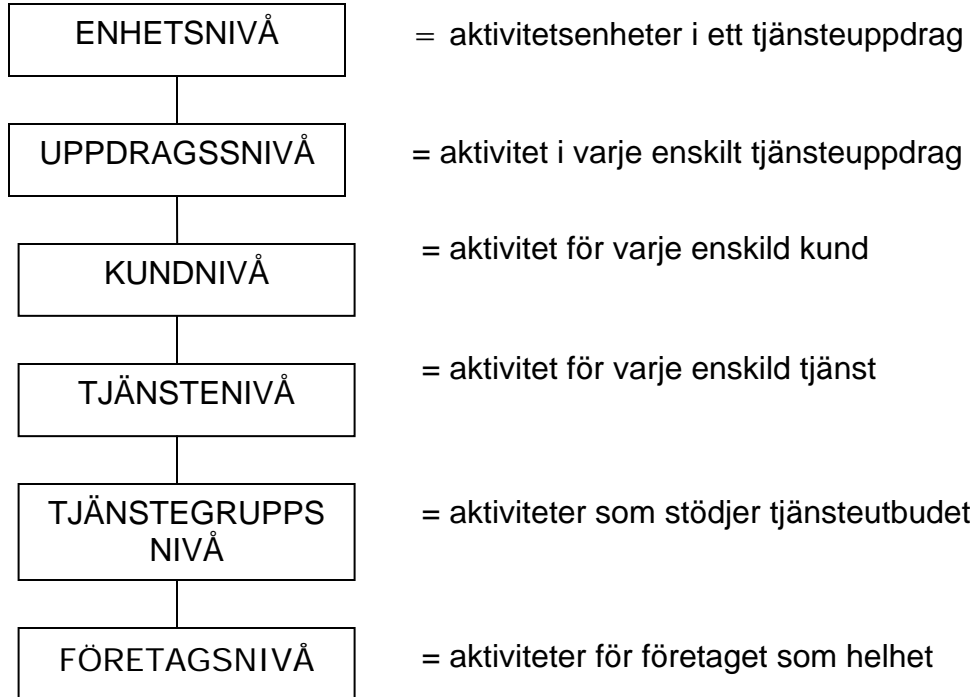 ENHETSNIVÅ = aktivitetsenheter i ett tjänsteuppdrag
UPPDRAGSSNIVÅ = aktivitet i varje enskilt tjänsteuppdrag
KUNDNIVÅ = aktivitet för varje enskild kund
TJÄNSTENIVÅ = aktivitet för varje enskild tjänst
TJÄNSTEGRUPPS
NIVÅ
= aktiviteter som stödjer tjänsteutbudet
FÖRETAGSNIVÅ = aktiviteter för företaget som helhet